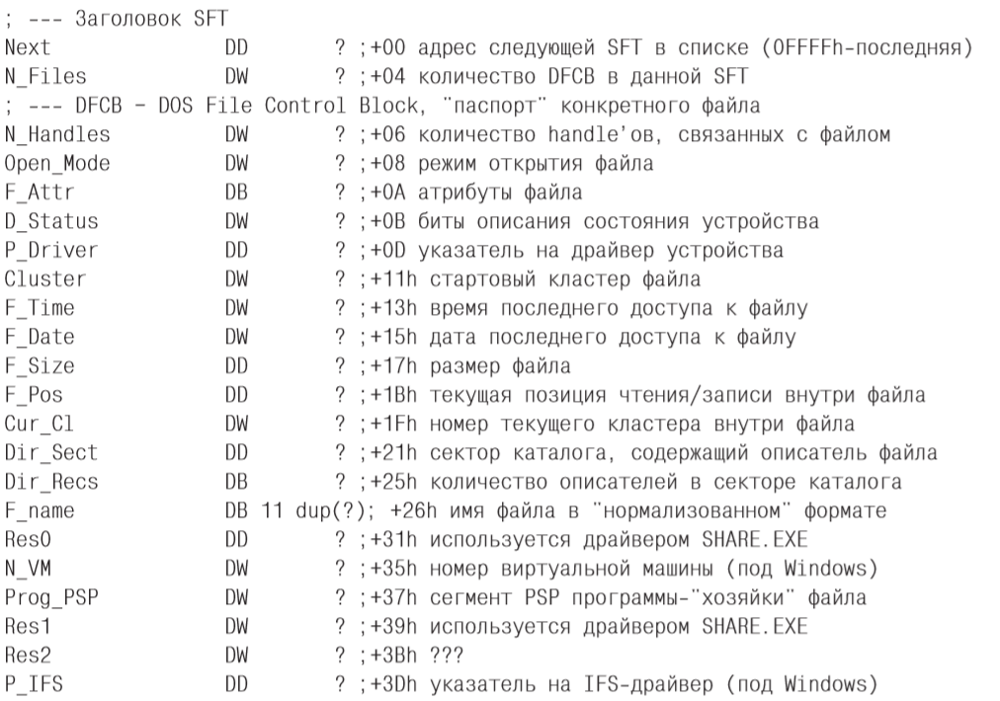 ; --- Заголовок SFT
Next DD ? ;+00 адрес следующей SFT в списке (0FFFFh-последняя)
N_Files DW ? ;+04 количество DFCB в данной SFT
; --- DFCB – DOS File Control Block, "паспорт" конкретного файла
N_Handles DW ? ;+06 количество handle'ов, связанных с файлом
Open_Mode DW ? ;+08 режим открытия файла
F_Attr DB ? ;+0A атрибуты файла
D_Status DW ? ;+0B биты описания состояния устройства
P_Driver DD ? ;+0D указатель на драйвер устройства
Cluster DW ? ;+11h стартовый кластер файла
F_Time DW ? ;+13h время последнего доступа к файлу
F_Date DW ? ;+15h дата последнего доступа к файлу
F_Size DD ? ;+17h размер файла
F_Pos DD ? ;+1Bh текущая позиция чтения/записи внутри файла
Cur_Cl DW ? ;+1Fh номер текущего кластера внутри файла
Dir_Sect DD ? ;+21h сектор каталога, содержащий описатель файла
Dir_Recs DB ? ;+25h количество описателей в секторе каталога
F_name DB 11 dup(?); +26h имя файла в "нормализованном" формате
Res0 DD ? ;+31h используется драйвером SHARE.EXE
N_VM DW ? ;+35h номер виртуальной машины (под Windows)
Prog_PSP DW ? ;+37h сегмент PSP программы-"хозяйки" файла
Res1 DW ? ;+39h используется драйвером SHARE.EXE
Res2 DW ? ;+3Bh ???
P_IFS DD ? ;+3Dh указатель на IFS-драйвер (под Windows)